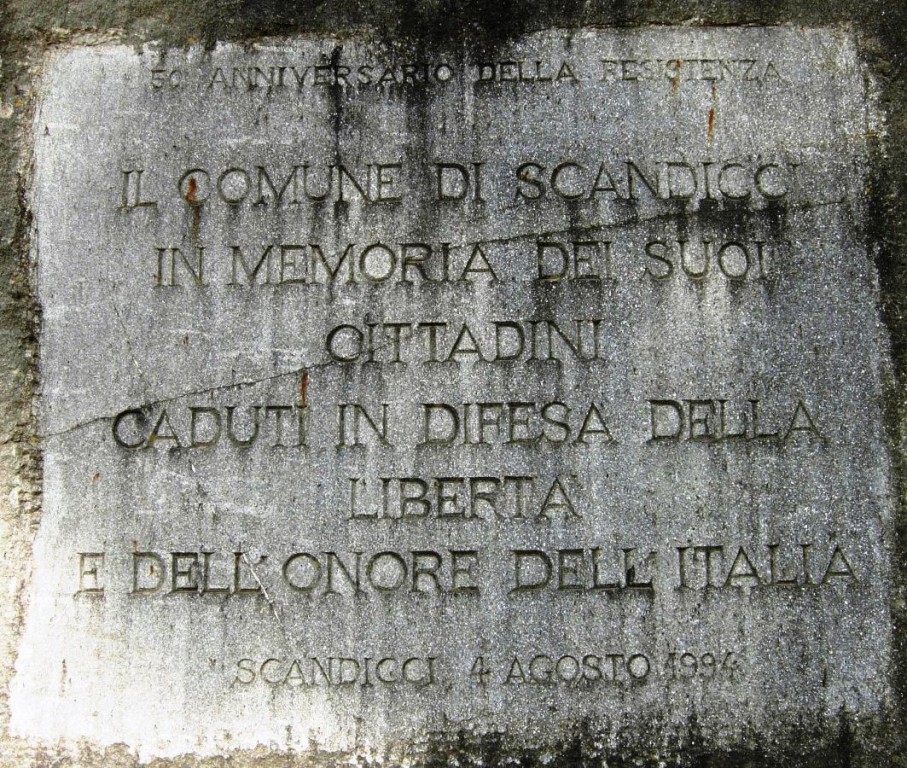 50° ANNIVERSARIO DELLA RESISTENZA
IL COMUNE DI SCANDICCI
IN MEMORIA DEI SUOI
CITTADINI
CADUTI IN DIFESA DELLA
LIBERTA'
E DELL'ONORE DELL'ITALIA
SCANDICCI, 4 AGOSTO 1994